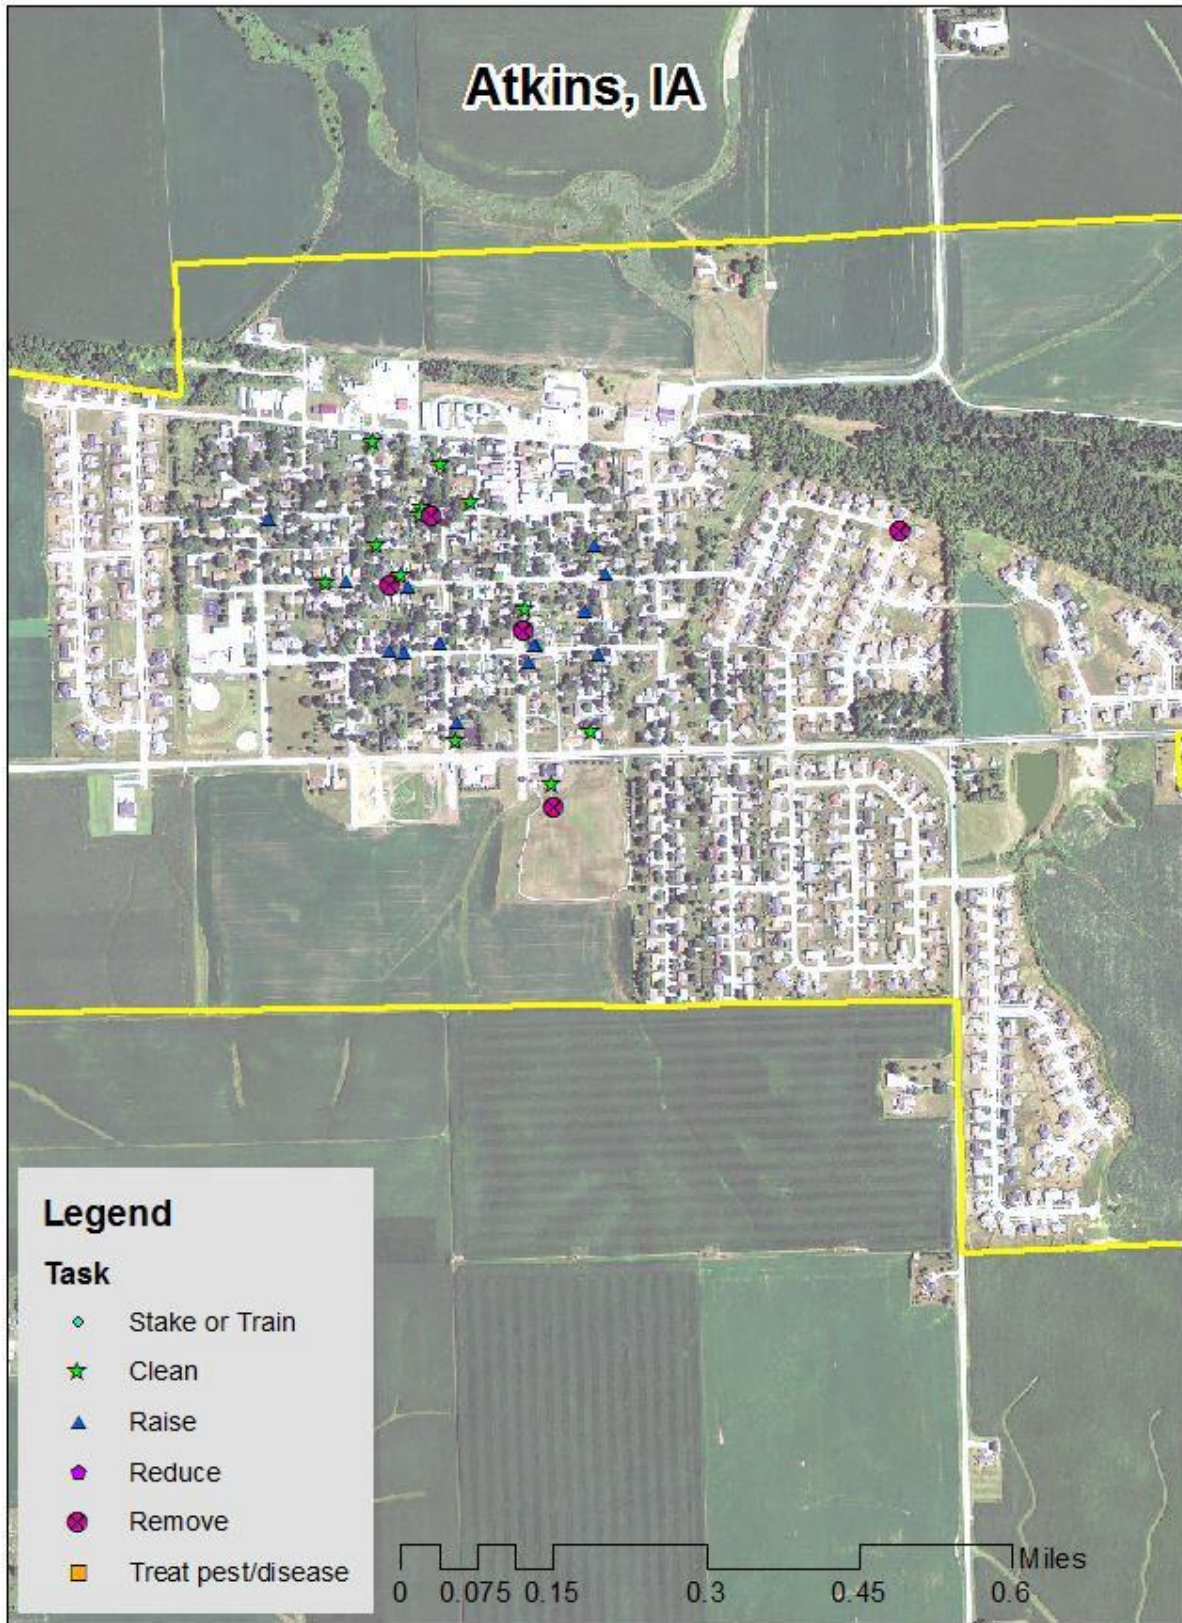 Atkins, IA
Legend
Task
Stake or Train
Clean
Raise
Reduce
Remove
Treat pest/disease
Miles
0 0.075 0.15 0.3 0.45 0.6